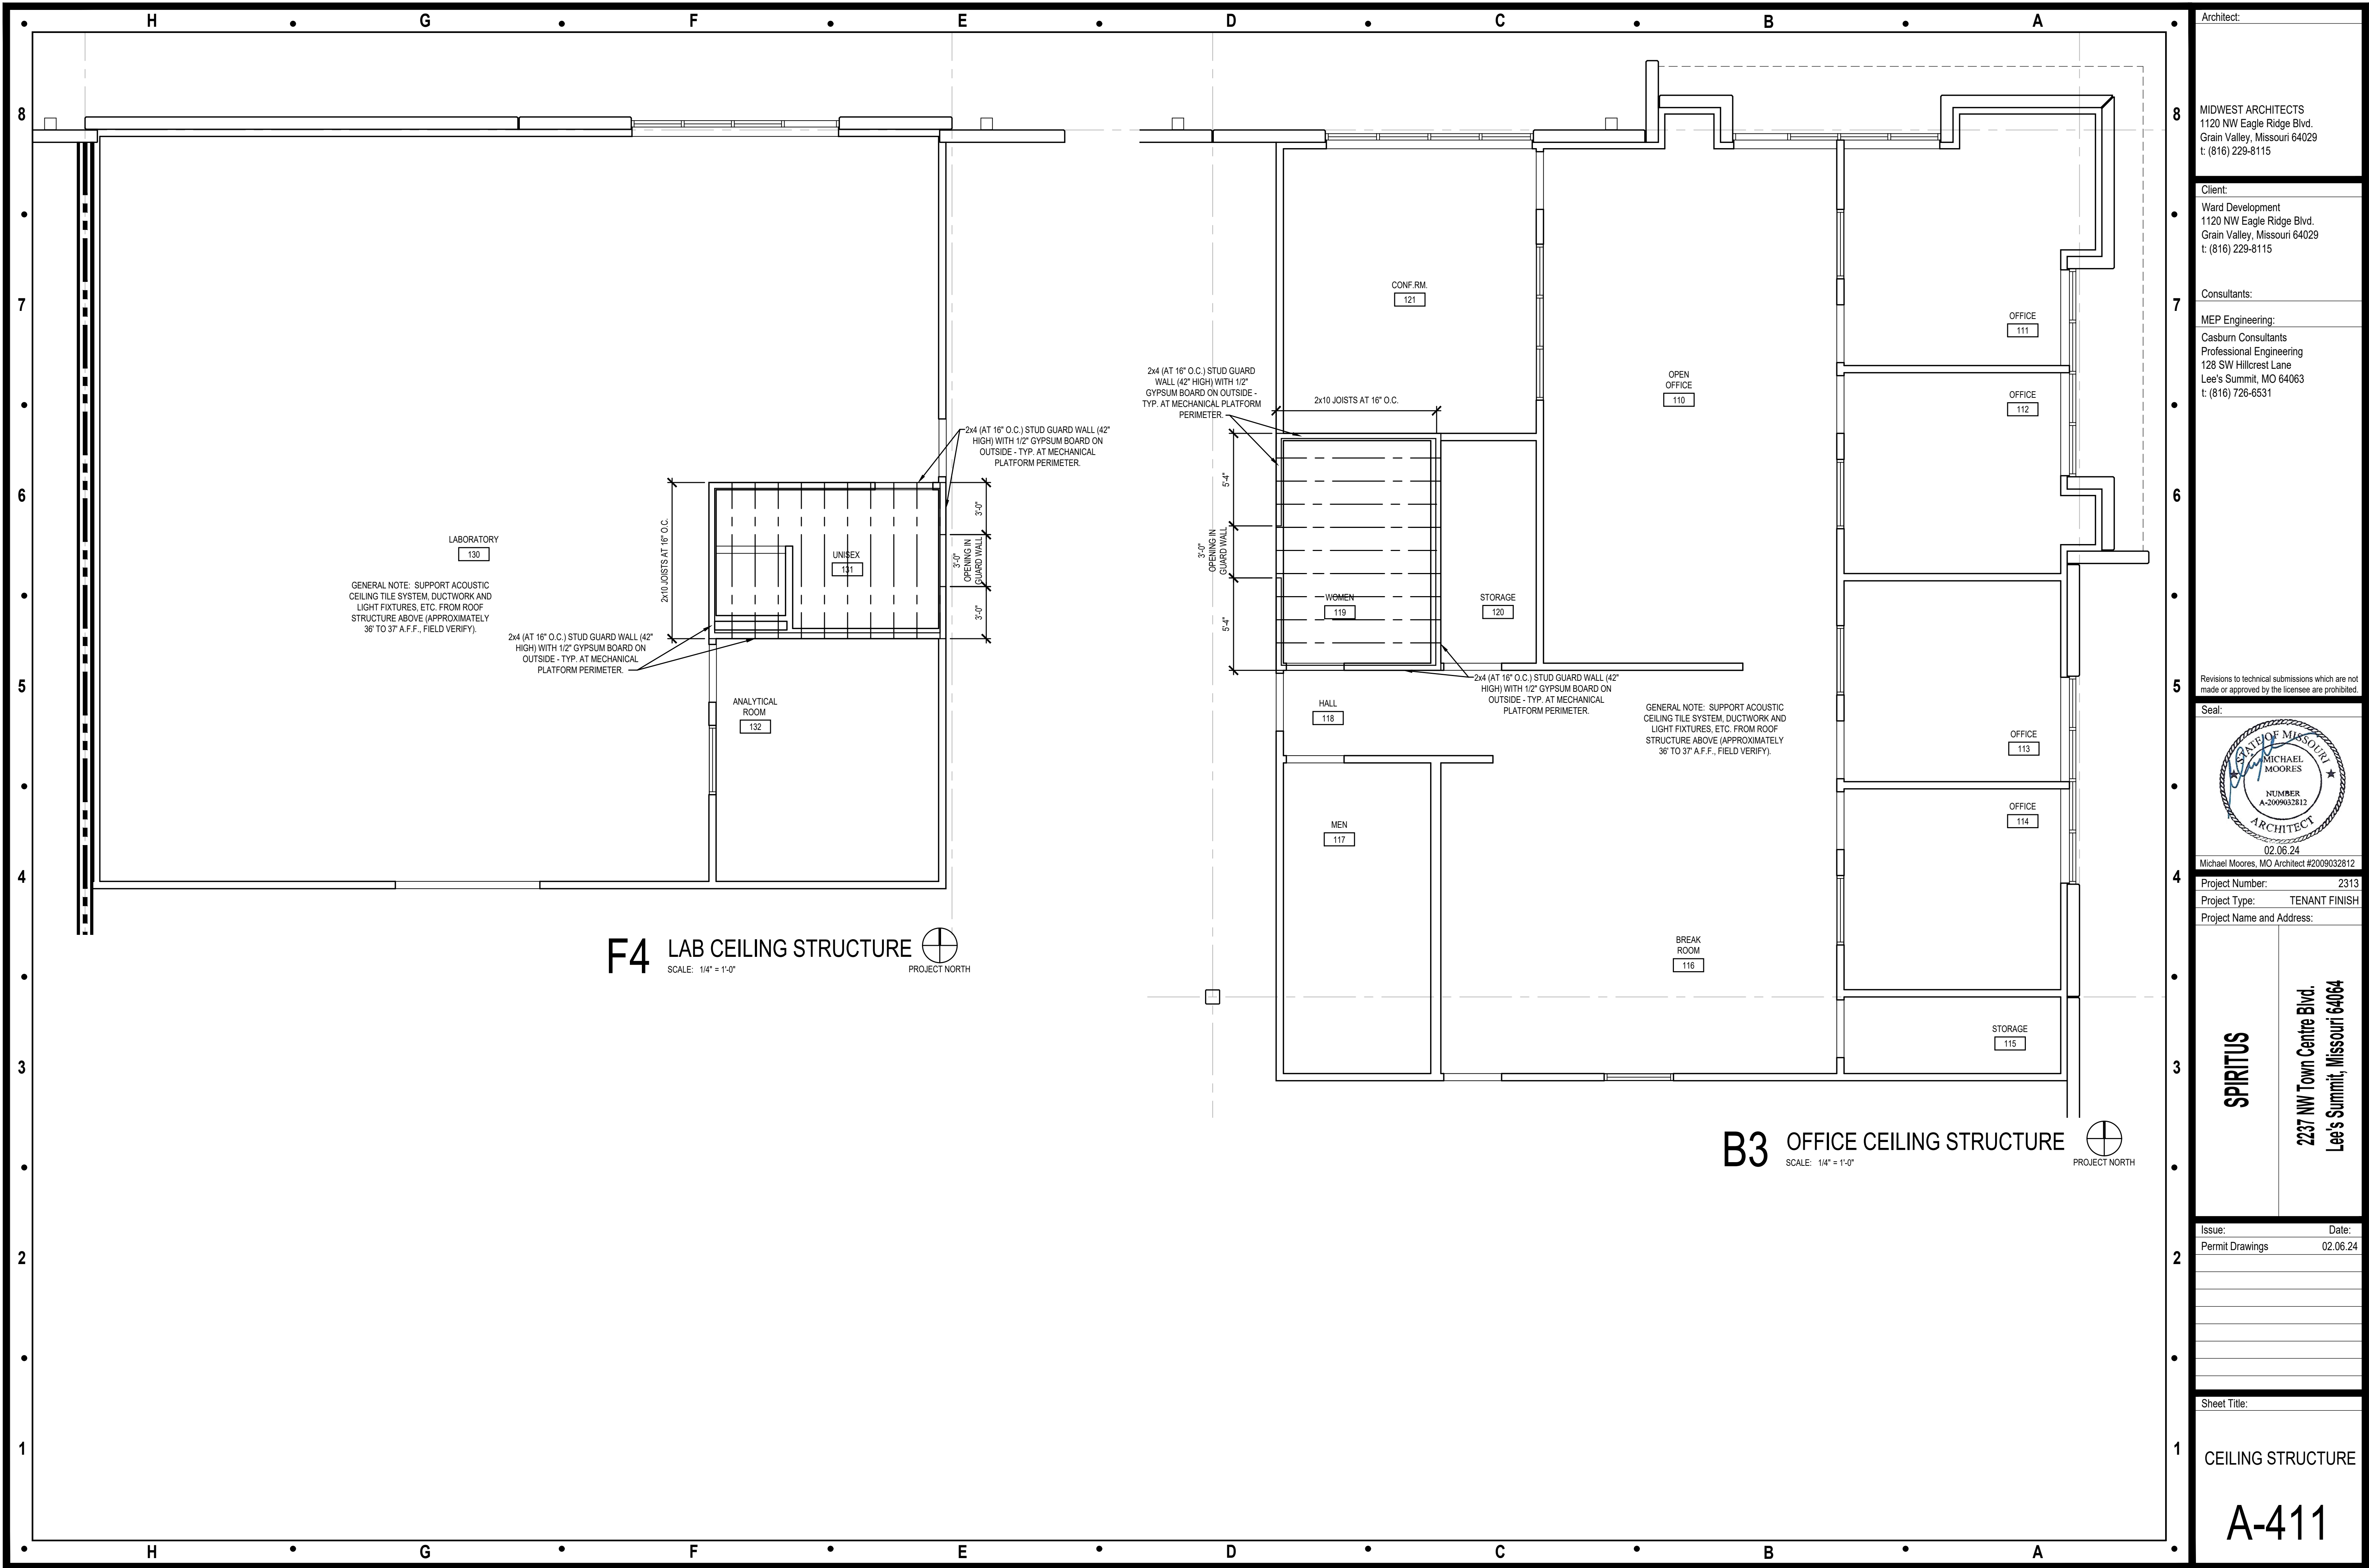 H G F E D C B A
8
7
6
5
4
3
2
1
2x4 (AT 16" O.C.) STUD GUARD WALL (42"
HIGH) WITH 1/2" GYPSUM BOARD ON
OUTSIDE - TYP. AT MECHANICAL
PLATFORM PERIMETER.
2x10 JOISTS AT 16" O.C.
3'-0"
3'-0"
OPENING IN
GUARD WALL
3'-0"
LABORATORY
130
UNISEX
131
GENERAL NOTE: SUPPORT ACOUSTIC
CEILING TILE SYSTEM, DUCTWORK AND
LIGHT FIXTURES, ETC. FROM ROOF
STRUCTURE ABOVE (APPROXIMATELY
36' TO 37' A.F.F., FIELD VERIFY).
2x4 (AT 16" O.C.) STUD GUARD WALL (42"
HIGH) WITH 1/2" GYPSUM BOARD ON
OUTSIDE - TYP. AT MECHANICAL
PLATFORM PERIMETER.
ANALYTICAL
ROOM
132
F4
LAB CEILING STRUCTURE
SCALE: 1/4" = 1'-0"
PROJECT NORTH
CONF.RM.
121
2x4 (AT 16" O.C.) STUD GUARD
WALL (42" HIGH) WITH 1/2"
GYPSUM BOARD ON OUTSIDE -
TYP. AT MECHANICAL PLATFORM
PERIMETER.
2x10 JOISTS AT 16" O.C.
5'-4"
3'-0"
OPENING IN
GUARD WALL
5'-4"
OPEN
OFFICE
110
OFFICE
111
OFFICE
112
WOMEN
119
STORAGE
120
2x4 (AT 16" O.C.) STUD GUARD WALL (42"
HIGH) WITH 1/2" GYPSUM BOARD ON
OUTSIDE - TYP. AT MECHANICAL
PLATFORM PERIMETER.
HALL
118
GENERAL NOTE: SUPPORT ACOUSTIC
CEILING TILE SYSTEM, DUCTWORK AND
LIGHT FIXTURES, ETC. FROM ROOF
STRUCTURE ABOVE (APPROXIMATELY
36' TO 37' A.F.F., FIELD VERIFY).
OFFICE
113
OFFICE
114
MEN
117
BREAK
ROOM
116
STORAGE
115
B3
OFFICE CEILING STRUCTURE
SCALE: 1/4" = 1'-0"
PROJECT NORTH
8
7
6
5
4
3
2
1
H G F E D C B A
Architect:
MIDWEST ARCHITECTS
1120 NW Eagle Ridge Blvd.
Grain Valley, Missouri 64029
t: (816) 229-8115
Client:
Ward Development
1120 NW Eagle Ridge Blvd.
Grain Valley, Missouri 64029
t: (816) 229-8115
Consultants:
MEP Engineering:
Casburn Consultants
Professional Engineering
128 SW Hillcrest Lane
Lee's Summit, MO 64063
t: (816) 726-6531
Revisions to technical submissions which are not
made or approved by the licensee are prohibited.
Seal:
STATE OF MISSOURI
MICHAEL
MOORES
NUMBER
A-2009032812
ARCHITECT
02.06.24
Michael Moores, MO Architect #2009032812
Project Number: 2313
Project Type: TENANT FINISH
Project Name and Address:
SPIRITUS
2237 NW Town Centre Blvd.
Lee's Summit, Missouri 64064
Issue: Date:
Permit Drawings 02.06.24
Sheet Title:
CEILING STRUCTURE
A-411